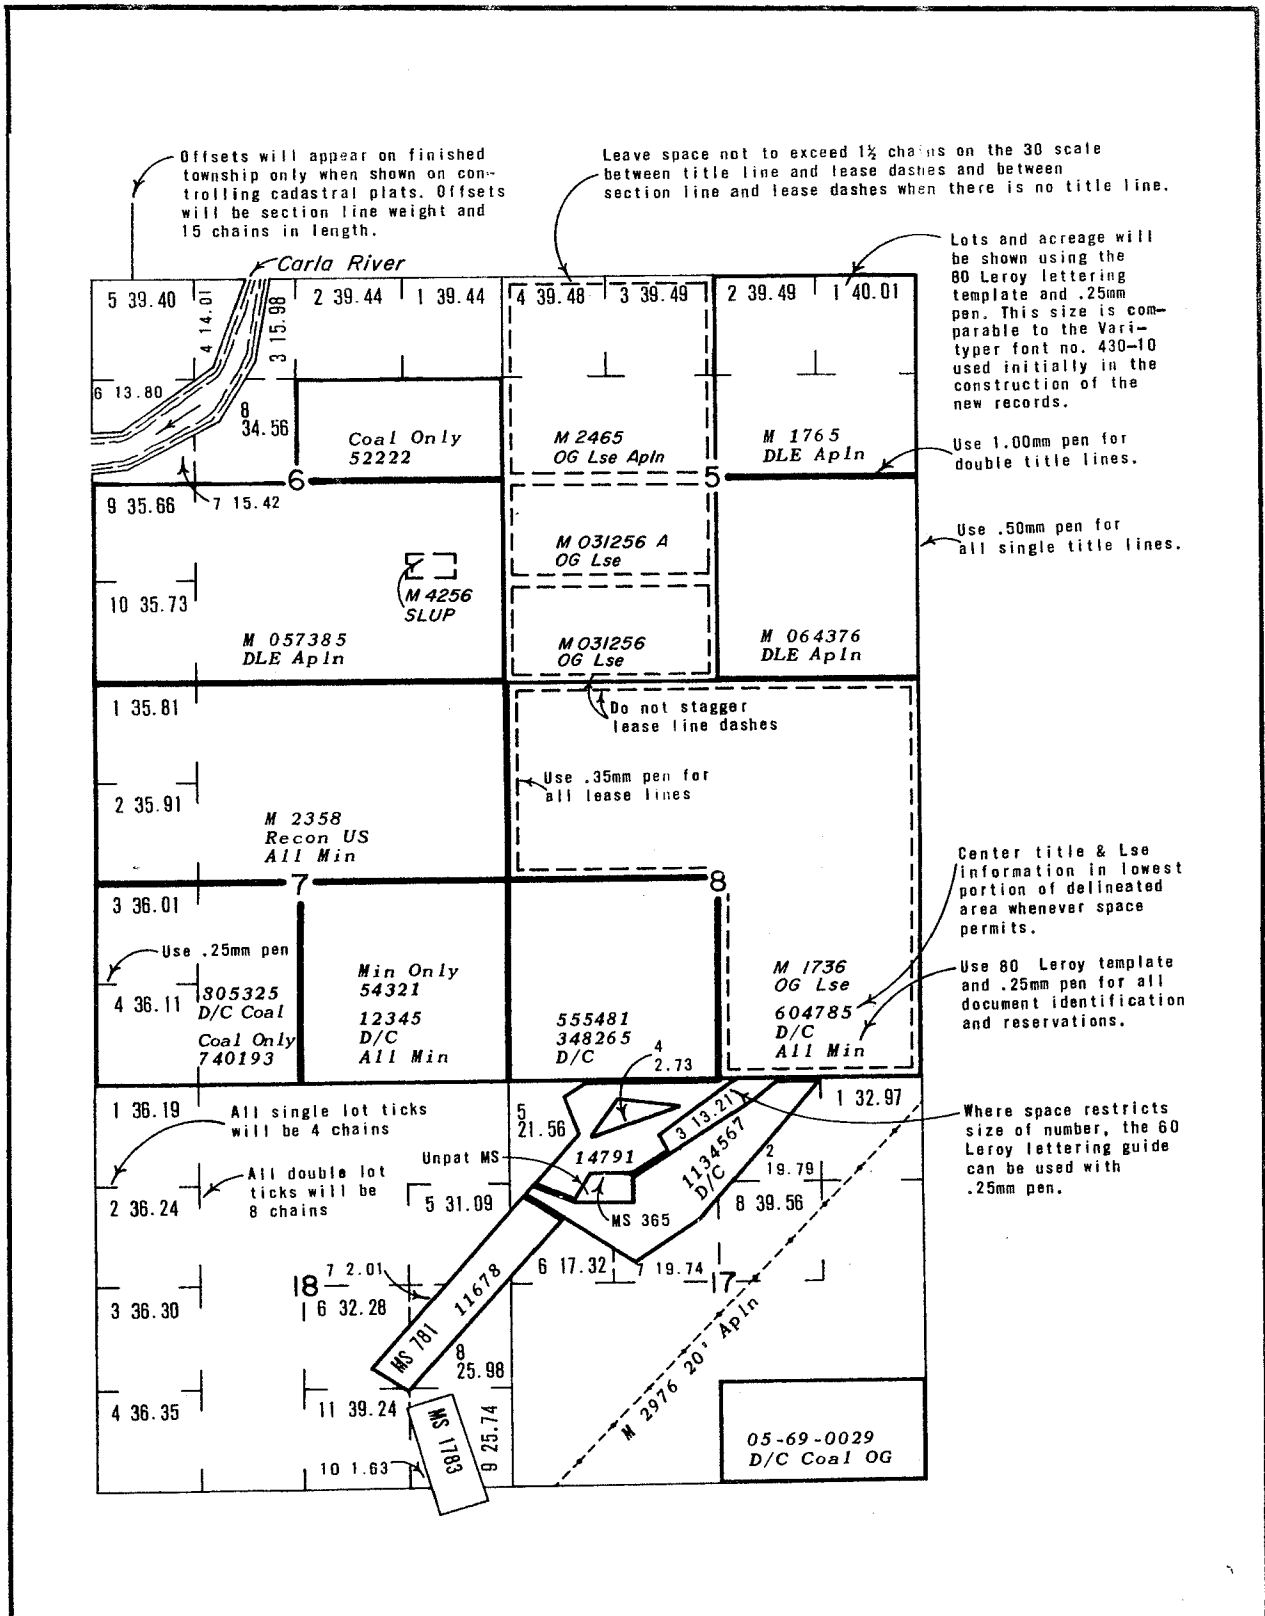 Offsets will appear on finished
township only when shown on con-
trolling cadastral plats. Offsets
will be section line weight and
15 chains in length.
Leave space not to exceed 1½ chains on the 30 scale
between title line and lease dashes and between
section line and lease dashes when there is no title line.
Carla River
Lots and acreage will
be shown using the
80 Leroy lettering
template and .25mm
pen. This size is com-
parable to the Vari-
typer font no. 430-10
used initially in the
construction of the
new records.
5 39.40
4 14.01
3 15.98
2 39.44
1 39.44
4 39.48
3 39.49
2 39.49
1 40.01
6 13.80
8
34.56
Coal Only
52222
M 2465
OG Lse Apln
M 1765
DLE Apln
Use 1.00mm pen for
double title lines.
6
5
9 35.66
7 15.42
Use .50mm pen for
all single title lines.
M 031256 A
OG Lse
M 4256
SLUP
10 35.73
M 057385
DLE Apln
M 031256
OG Lse
M 064376
DLE Apln
1 35.81
Do not stagger
lease line dashes
Use .35mm pen for
all lease lines
2 35.91
M 2358
Recon US
All Min
Center title & Lse
information in lowest
portion of delineated
area whenever space
permits.
7
8
3 36.01
Use .25mm pen
4 36.11
805325
D/C Coal
Coal Only
740193
Min Only
54321
12345
D/C
All Min
555481
348265
D/C
M 1736
OG Lse
604785
D/C
All Min
Use 80 Leroy template
and .25mm pen for all
document identification
and reservations.
4
2.73
1 36.19
All single lot ticks
will be 4 chains
5
21.56
3 13.21
1 32.97
Where space restricts
size of number, the 60
Leroy lettering guide
can be used with
.25mm pen.
Unpat MS
14791
1134567
D/C
2
19.79
All double lot
ticks will be
8 chains
2 36.24
5 31.09
MS 365
8 39.56
7 2.01
6 17.32
7 19.74
18
17
3 36.30
6 32.28
11678
MS 781
8
25.98
M 2976 20' Apln
4 36.35
11 39.24
MS 1783
9 25.74
10 1.63
05-69-0029
D/C Coal OG